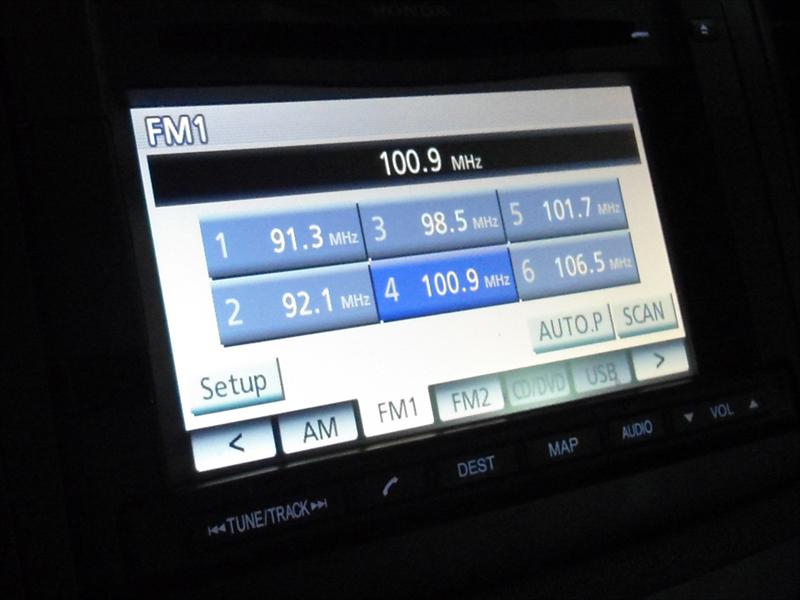 HONDA
FM1
100.9 MHz
1 91.3 MHz 3 98.5 MHz 5 101.7 MHz
2 92.1 MHz 4 100.9 MHz 6 106.5 MHz
AUTO.P SCAN
Setup
< AM FM1 FM2 CD/DVD USB >
TUNE/TRACK DEST MAP AUDIO VOL